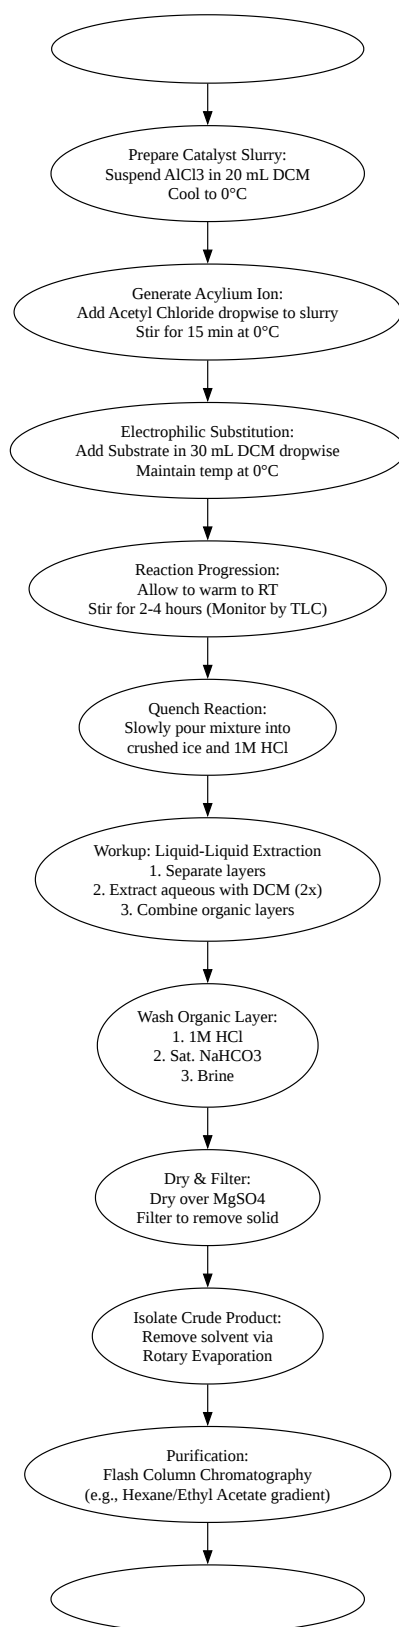 Prepare Catalyst Slurry:
Suspend AlCl3 in 20 mL DCM
Cool to 0°C
Generate Acylium Ion:
Add Acetyl Chloride dropwise to slurry
Stir for 15 min at 0°C
Electrophilic Substitution:
Add Substrate in 30 mL DCM dropwise
Maintain temp at 0°C
Reaction Progression:
Allow to warm to RT
Stir for 2-4 hours (Monitor by TLC)
Quench Reaction:
Slowly pour mixture into
crushed ice and 1M HCl
Workup: Liquid-Liquid Extraction
1. Separate layers
2. Extract aqueous with DCM (2x)
3. Combine organic layers
Wash Organic Layer:
1. 1M HCl
2. Sat. NaHCO3
3. Brine
Dry & Filter:
Dry over MgSO4
Filter to remove solid
Isolate Crude Product:
Remove solvent via
Rotary Evaporation
Purification:
Flash Column Chromatography
(e.g., Hexane/Ethyl Acetate gradient)